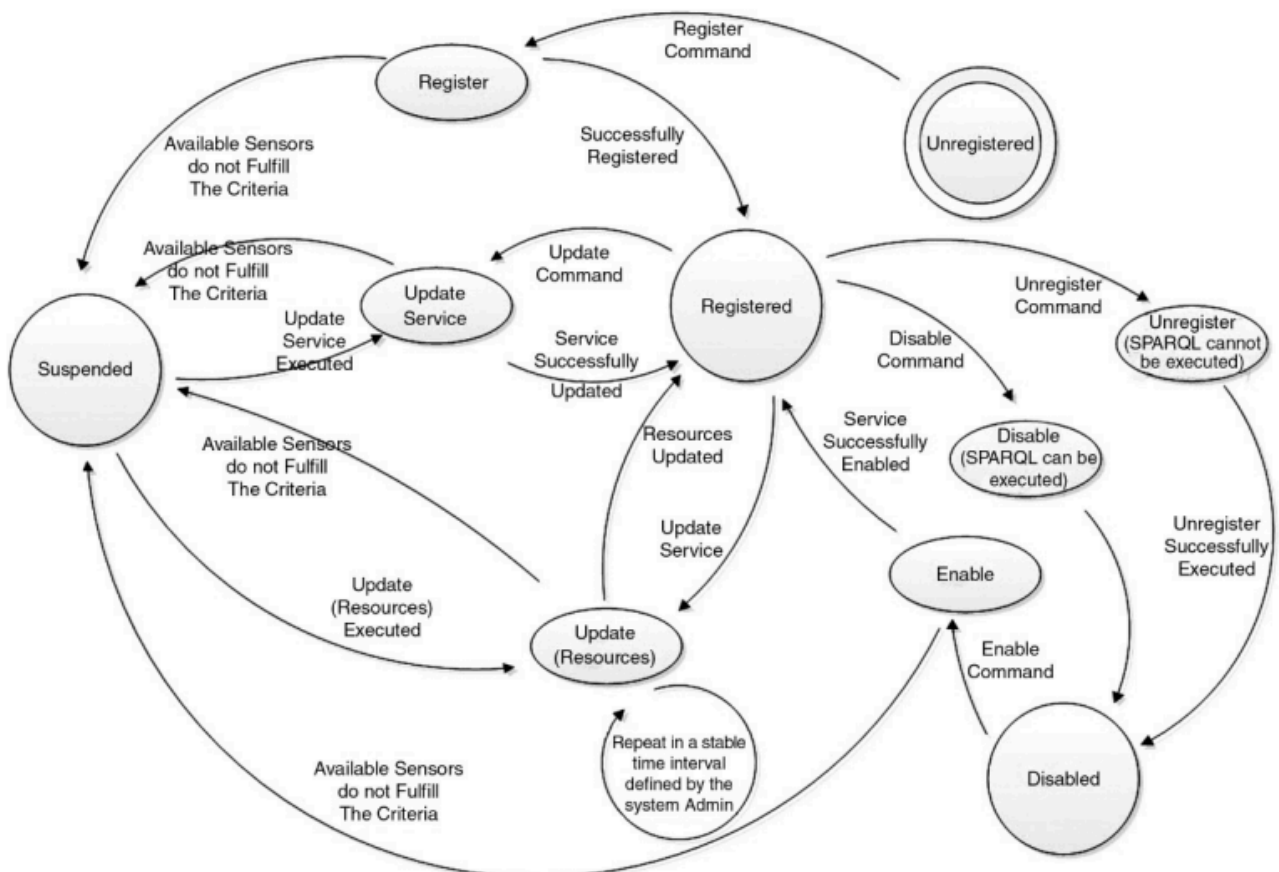 Register
Command
Register
Unregistered
Successfully
Registered
Available Sensors
do not Fulfill
The Criteria
Available Sensors
do not Fulfill
The Criteria
Update
Command
Update
Service
Registered
Unregister
Command
Unregister
(SPARQL cannot
be executed)
Suspended
Update
Service
Executed
Service
Successfully
Updated
Disable
Command
Available Sensors
do not Fulfill
The Criteria
Resources
Updated
Service
Successfully
Enabled
Disable
(SPARQL can be
executed)
Update
Service
Unregister
Successfully
Executed
Enable
Update
(Resources)
Executed
Update
(Resources)
Enable
Command
Repeat in a stable
time interval
defined by the
system Admin
Disabled
Available Sensors
do not Fulfill
The Criteria